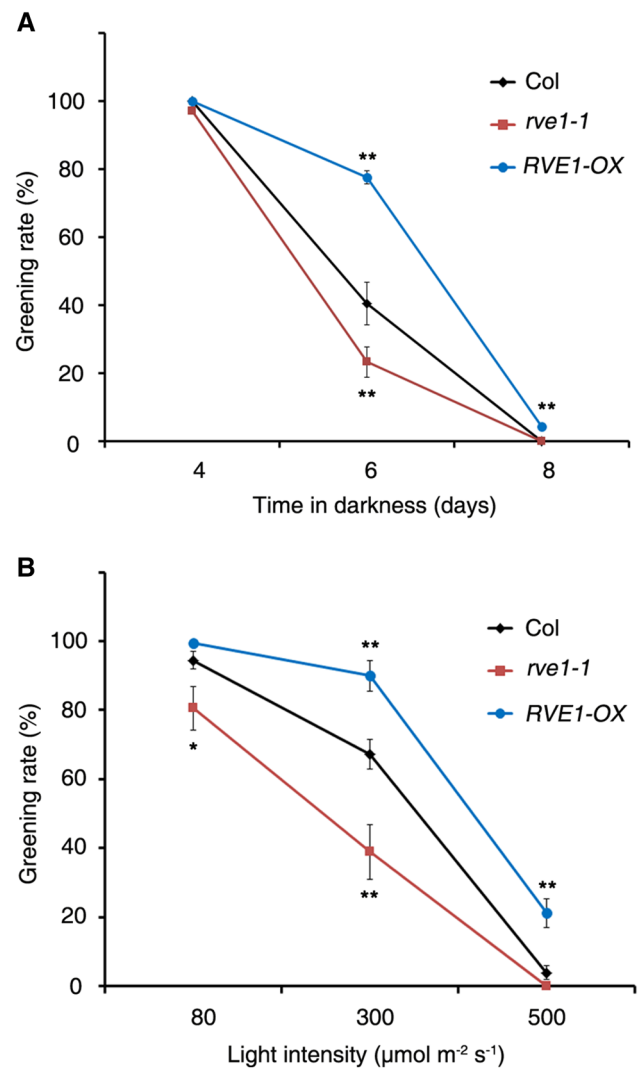 A
Col
rve1-1
RVE1-OX
100
80
60
40
20
0
**
**
**
4 6 8
Greening rate (%)
Time in darkness (days)
B
Col
rve1-1
RVE1-OX
100
80
60
40
20
0
**
*
**
**
80 300 500
Greening rate (%)
Light intensity (µmol m⁻² s⁻¹)